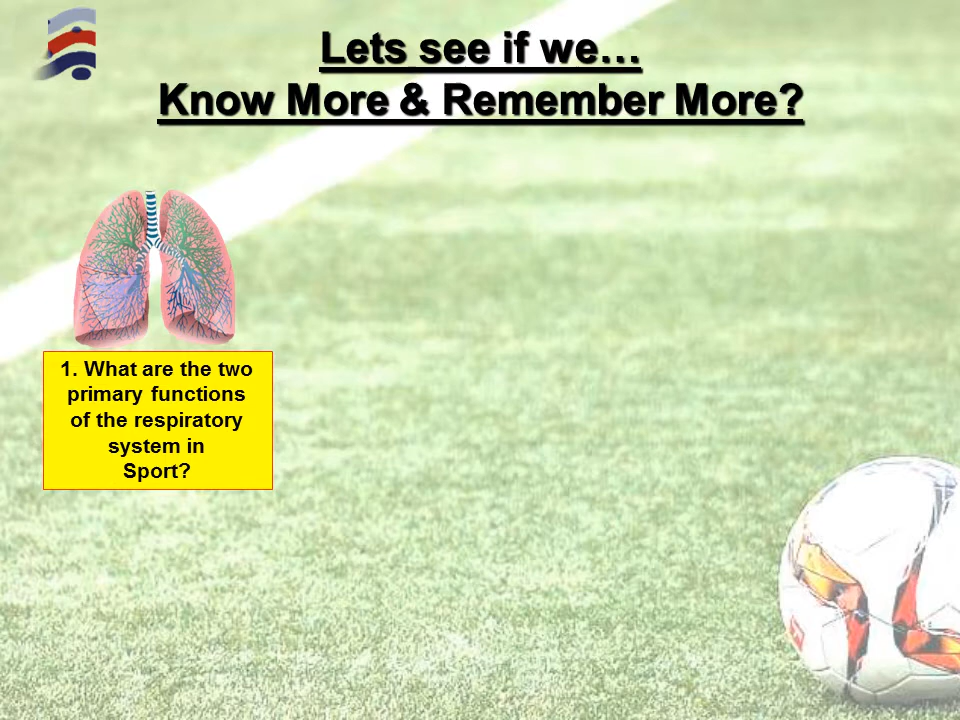 Lets see if we…
Know More & Remember More?
1. What are the two
primary functions
of the respiratory
system in
Sport?